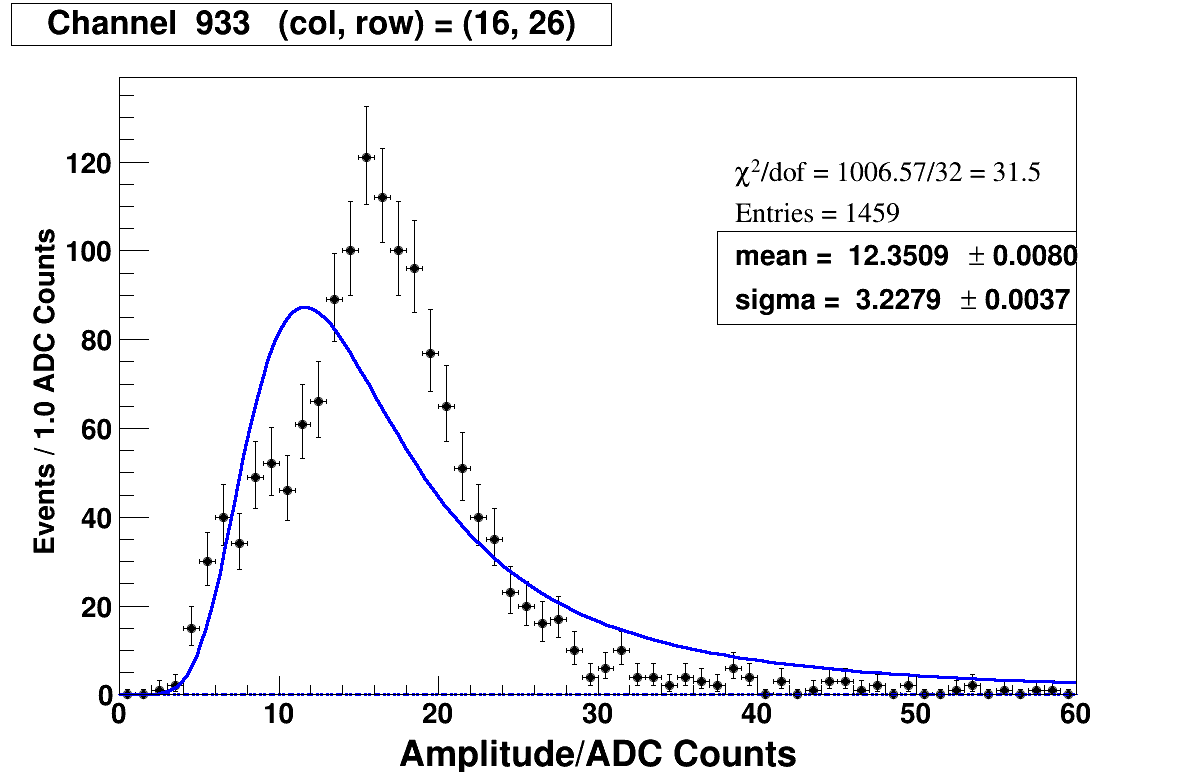 Channel 933 (col, row) = (16, 26)
χ²/dof = 1006.57/32 = 31.5
Entries = 1459
mean = 12.3509 ± 0.0080
sigma = 3.2279 ± 0.0037
Events / 1.0 ADC Counts
120
100
80
60
40
20
0
0 10 20 30 40 50 60
Amplitude/ADC Counts